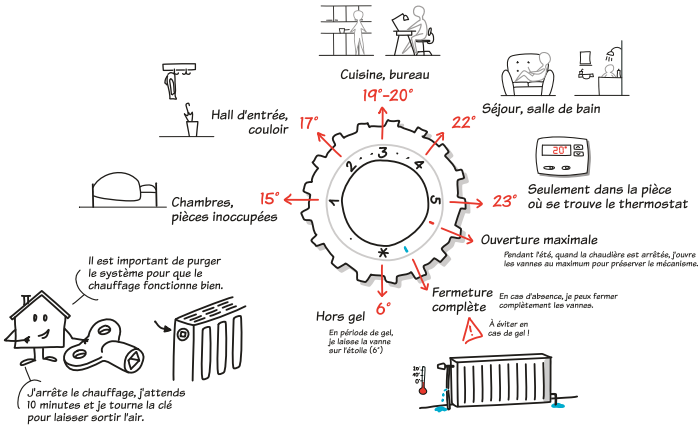 Cuisine, bureau
19°-20°
Hall d'entrée,
couloir
17°
22°
Séjour, salle de bain
20°
Chambres,
pièces inoccupées
15°
23°
Seulement dans la pièce
où se trouve le thermostat
1
2
3
4
5
*
Ouverture maximale
Pendant l'été, quand la chaudière est arrêtée, j'ouvre
les vannes au maximum pour préserver le mécanisme.
Il est important de purger
le système pour que le
chauffage fonctionne bien.
Hors gel
6°
En période de gel,
je laisse la vanne
sur l'étoile (6°)
Fermeture
complète
En cas d'absence, je peux fermer
complètement les vannes.
À éviter en
cas de gel !
J'arrête le chauffage, j'attends
10 minutes et je tourne la clé
pour laisser sortir l'air.